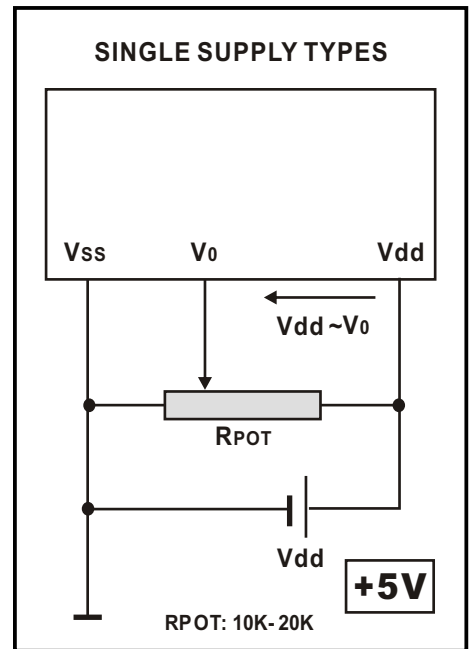 SINGLE SUPPLY TYPES
Vss V0 Vdd
Vdd ~V0
RPOT
Vdd
+5V
RPOT: 10K- 20K